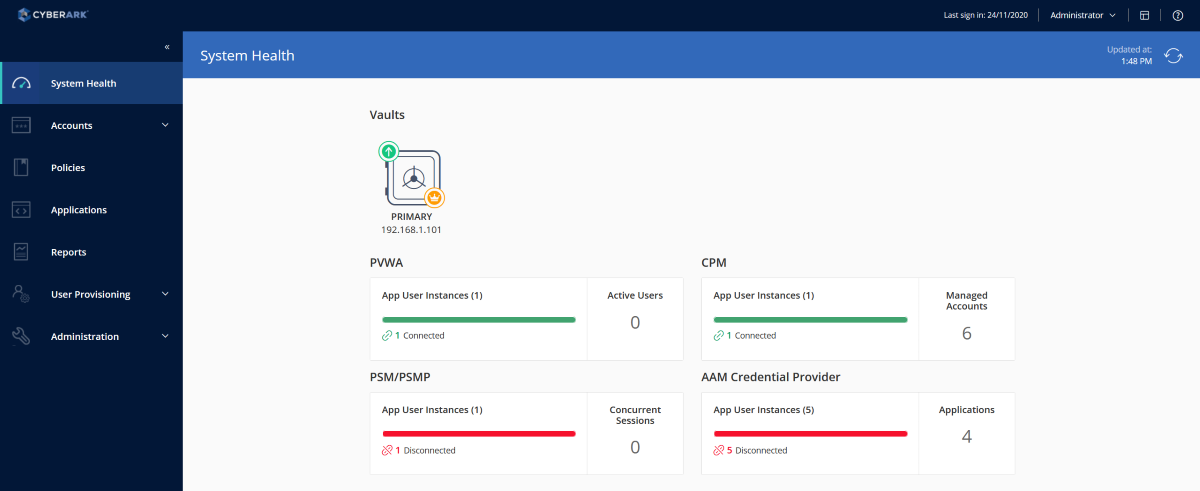 CYBERARK
Last sign in: 24/11/2020
Administrator
«
System Health
Accounts
Policies
Applications
Reports
User Provisioning
Administration
System Health
Updated at:
1:48 PM
Vaults
PRIMARY
192.168.1.101
PVWA
App User Instances (1)
1 Connected
Active Users
0
CPM
App User Instances (1)
1 Connected
Managed
Accounts
6
PSM/PSMP
App User Instances (1)
1 Disconnected
Concurrent
Sessions
0
AAM Credential Provider
App User Instances (5)
5 Disconnected
Applications
4